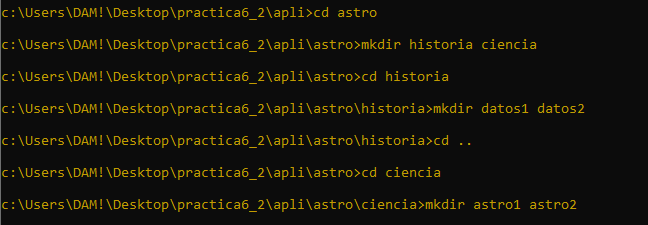 c:\Users\DAM!\Desktop\practica6_2\apli>cd astro
c:\Users\DAM!\Desktop\practica6_2\apli\astro>mkdir historia ciencia
c:\Users\DAM!\Desktop\practica6_2\apli\astro>cd historia
c:\Users\DAM!\Desktop\practica6_2\apli\astro\historia>mkdir datos1 datos2
c:\Users\DAM!\Desktop\practica6_2\apli\astro\historia>cd ..
c:\Users\DAM!\Desktop\practica6_2\apli\astro>cd ciencia
c:\Users\DAM!\Desktop\practica6_2\apli\astro\ciencia>mkdir astro1 astro2